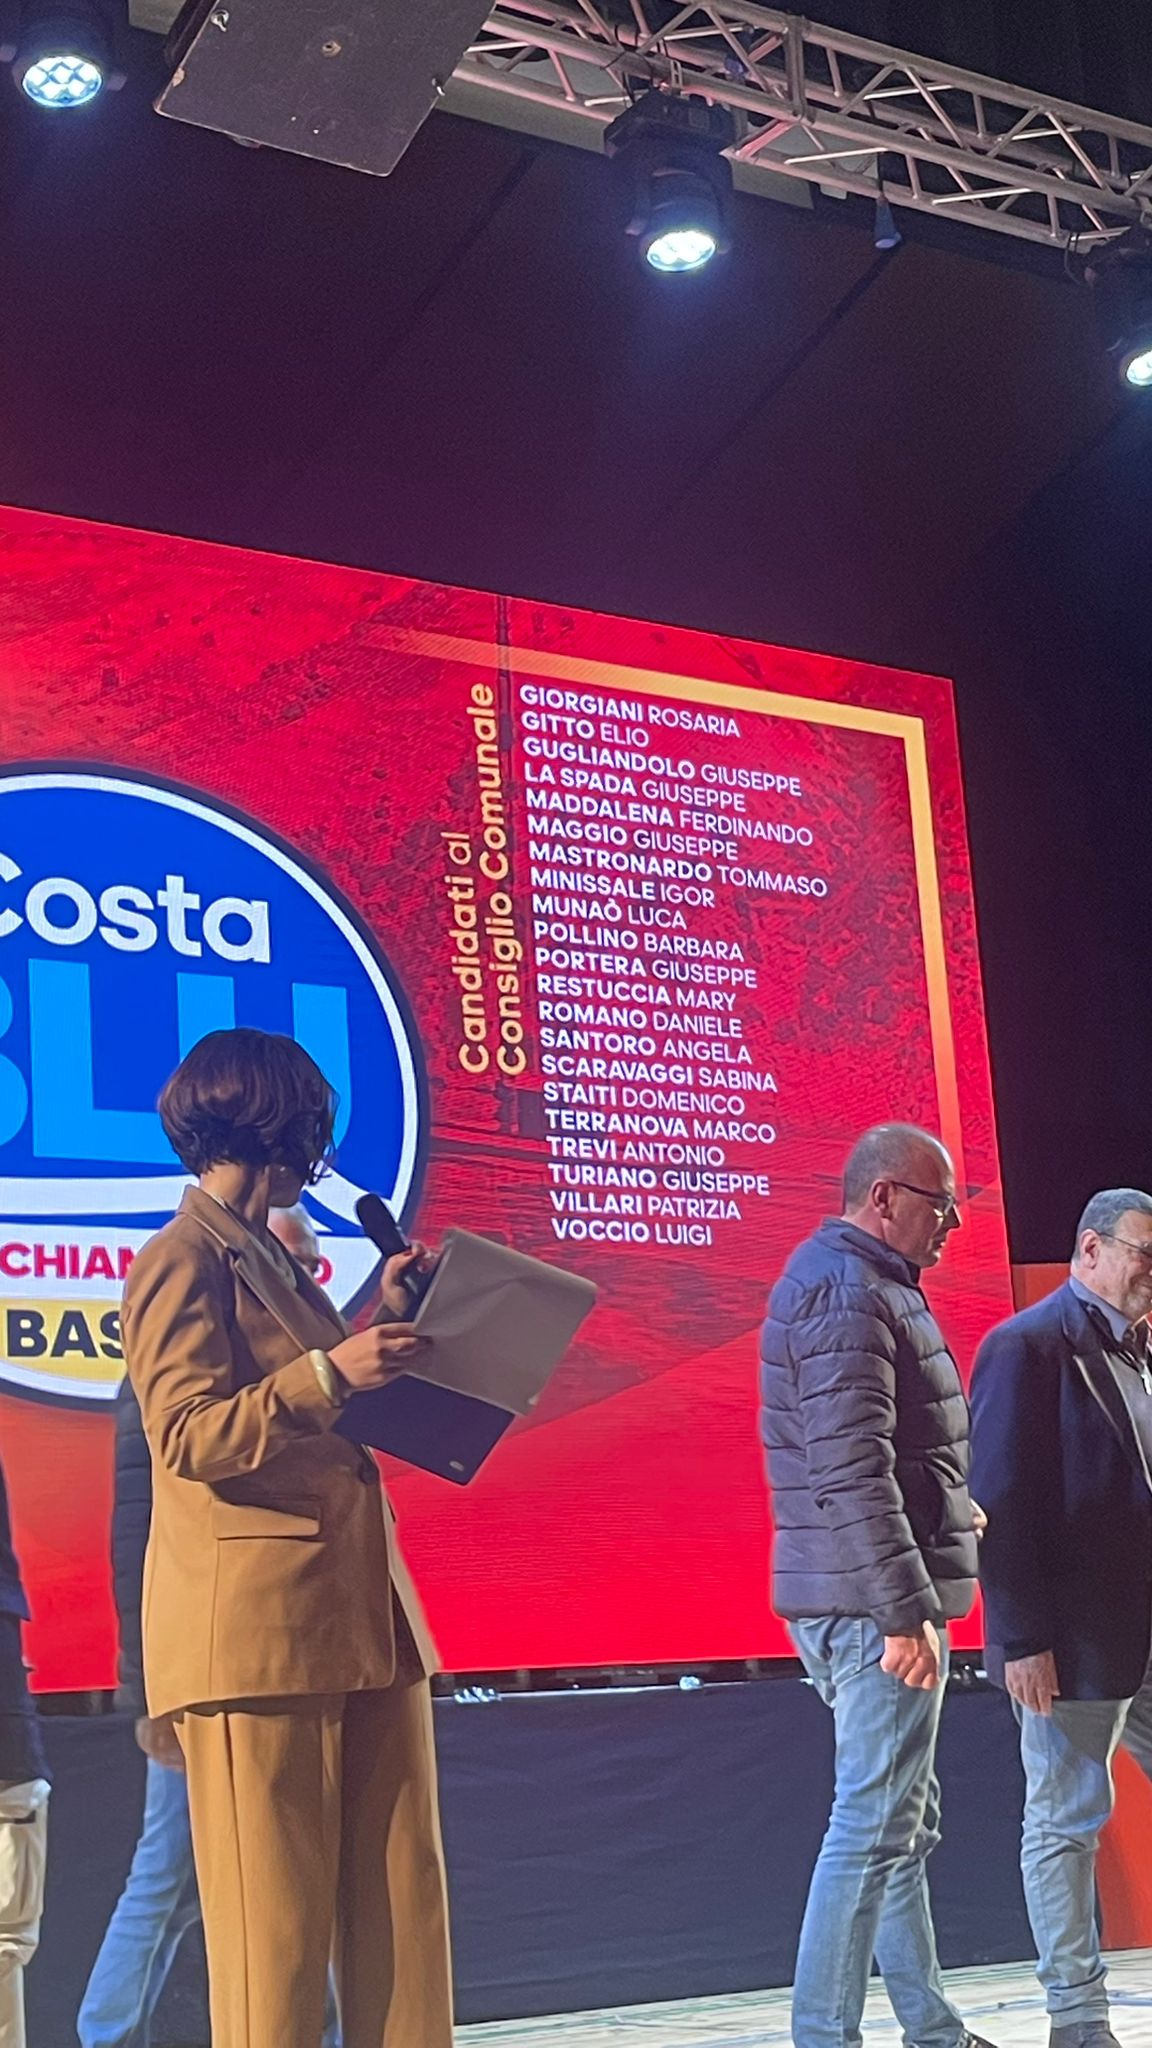 Costa
BLU
BAS
Candidati al
Consiglio Comunale
GIORGIANI ROSARIA
GITTO ELIO
GUGLIANDOLO GIUSEPPE
LA SPADA GIUSEPPE
MADDALENA FERDINANDO
MAGGIO GIUSEPPE
MASTRONARDO TOMMASO
MINISSALE IGOR
MUNAÒ LUCA
POLLINO BARBARA
PORTERA GIUSEPPE
RESTUCCIA MARY
ROMANO DANIELE
SANTORO ANGELA
SCARAVAGGI SABINA
STAITI DOMENICO
TERRANOVA MARCO
TREVI ANTONIO
TURIANO GIUSEPPE
VILLARI PATRIZIA
VOCCIO LUIGI